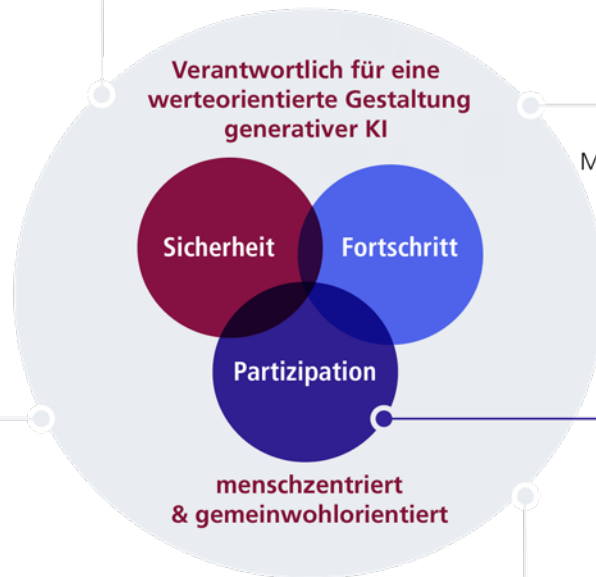 Verantwortlich für eine
werteorientierte Gestaltung
generativer KI
M
Sicherheit
Fortschritt
Partizipation
menschzentriert
& gemeinwohlorientiert